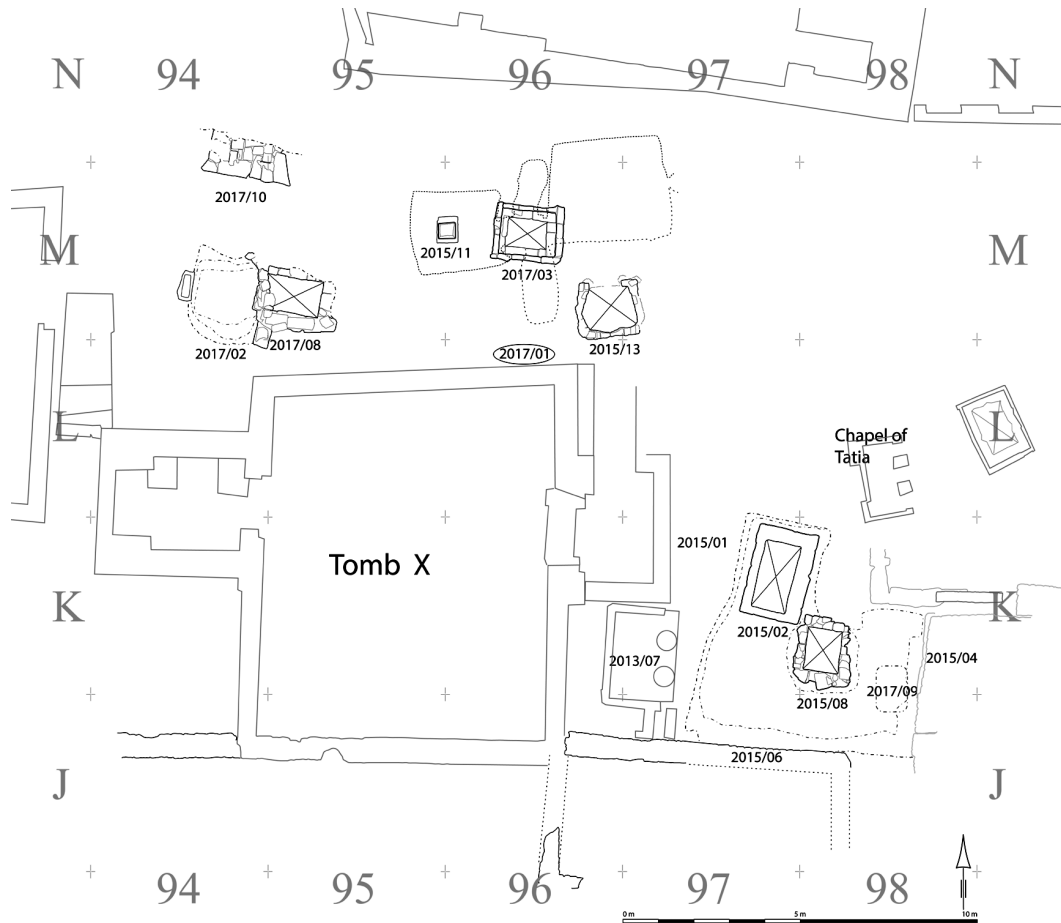 N 94 95 96 97 98 N
2017/10
M 2015/11 2017/03 M
2017/02 2017/08 2017/01 2015/13
L Chapel of L
Tatia
Tomb X 2015/01
K 2015/02 K
2013/07 2015/04
2015/08 2017/09
2015/06
J J
94 95 96 97 98
0 m 5 m 10 m